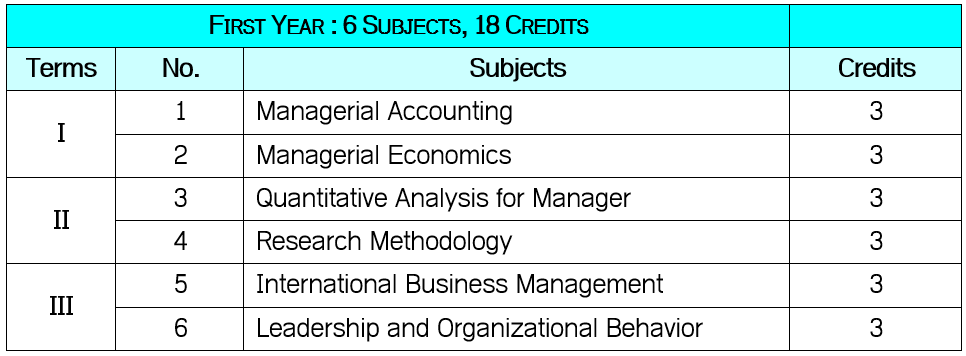 FIRST YEAR : 6 SUBJECTS, 18 CREDITS
Terms No. Subjects Credits
I 1 Managerial Accounting 3
2 Managerial Economics 3
II 3 Quantitative Analysis for Manager 3
4 Research Methodology 3
III 5 International Business Management 3
6 Leadership and Organizational Behavior 3